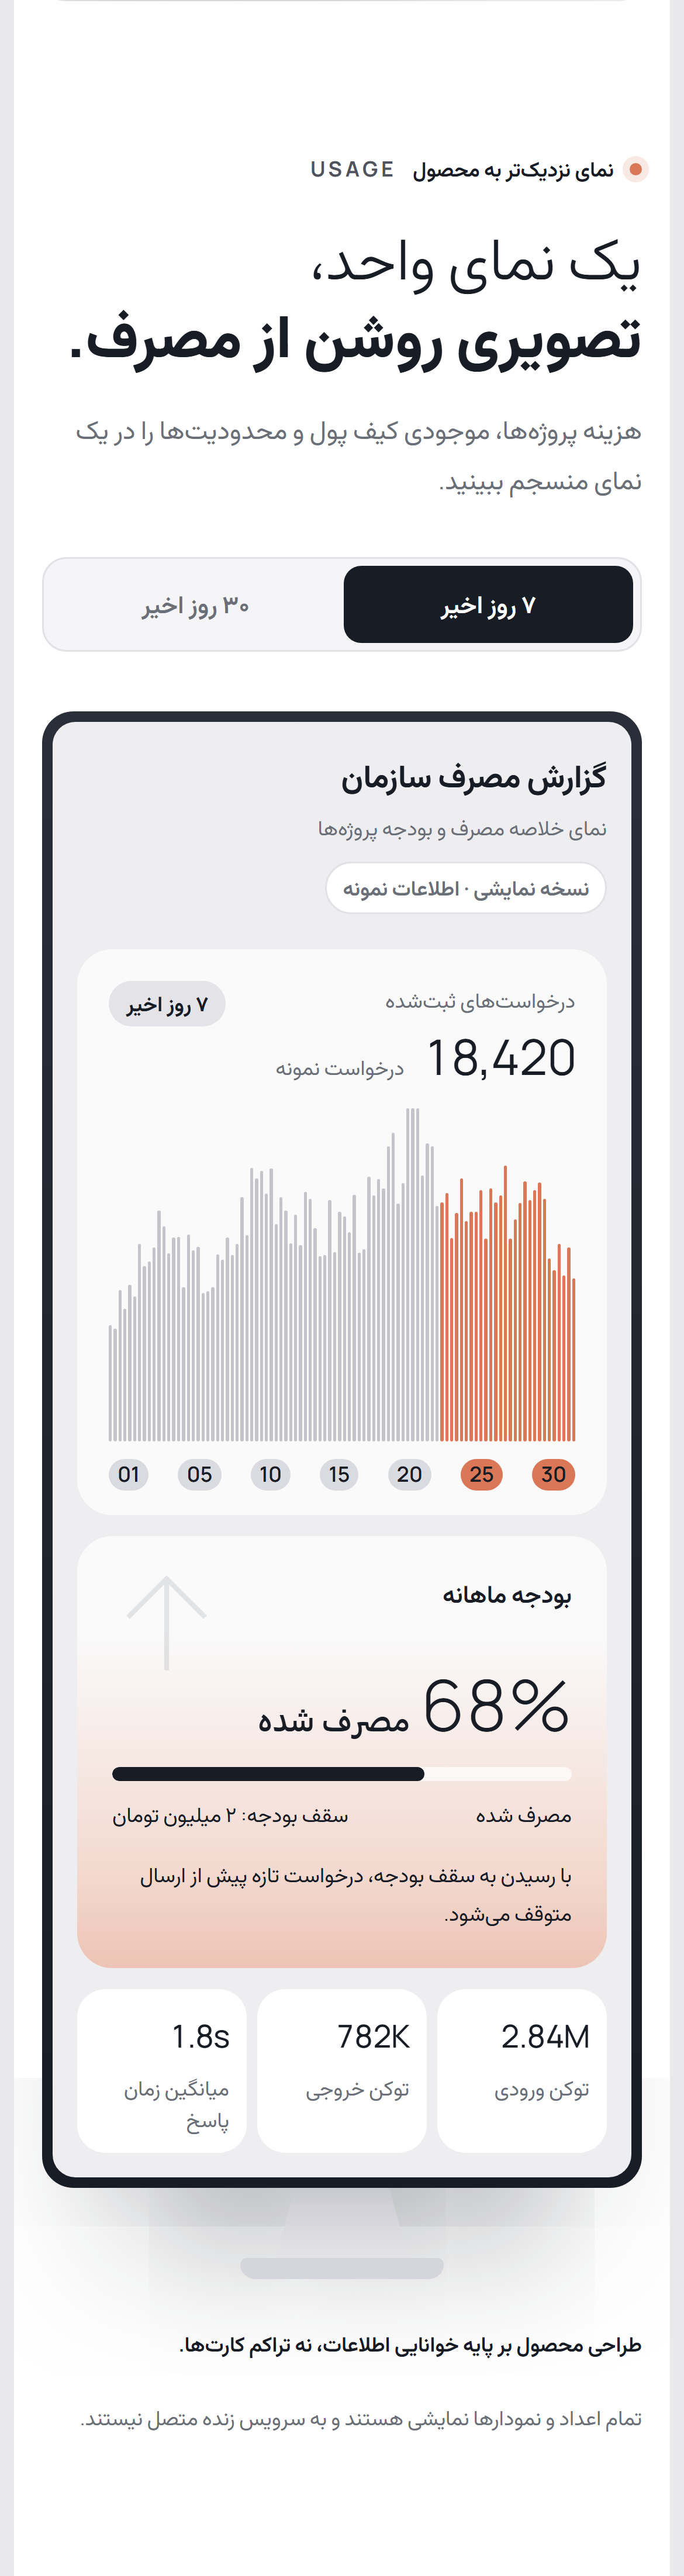 نمای نزدیک‌تر به محصول USAGE
یک نمای واحد،
تصویری روشن از مصرف.
هزینه پروژه‌ها، موجودی کیف پول و محدودیت‌ها را در یک
نمای منسجم ببینید.
۷ روز اخیر
۳۰ روز اخیر
گزارش مصرف سازمان
نمای خلاصه مصرف و بودجه پروژه‌ها
نسخه نمایشی · اطلاعات نمونه
درخواست‌های ثبت‌شده
۷ روز اخیر
18,420 درخواست نمونه
01 05 10 15 20 25 30
بودجه ماهانه
68% مصرف شده
مصرف شده
سقف بودجه: ۲ میلیون تومان
با رسیدن به سقف بودجه، درخواست تازه پیش از ارسال
متوقف می‌شود.
2.84M
توکن ورودی
782K
توکن خروجی
1.8s
میانگین زمان
پاسخ
طراحی محصول بر پایه خوانایی اطلاعات، نه تراکم کارت‌ها.
تمام اعداد و نمودارها نمایشی هستند و به سرویس زنده متصل نیستند.